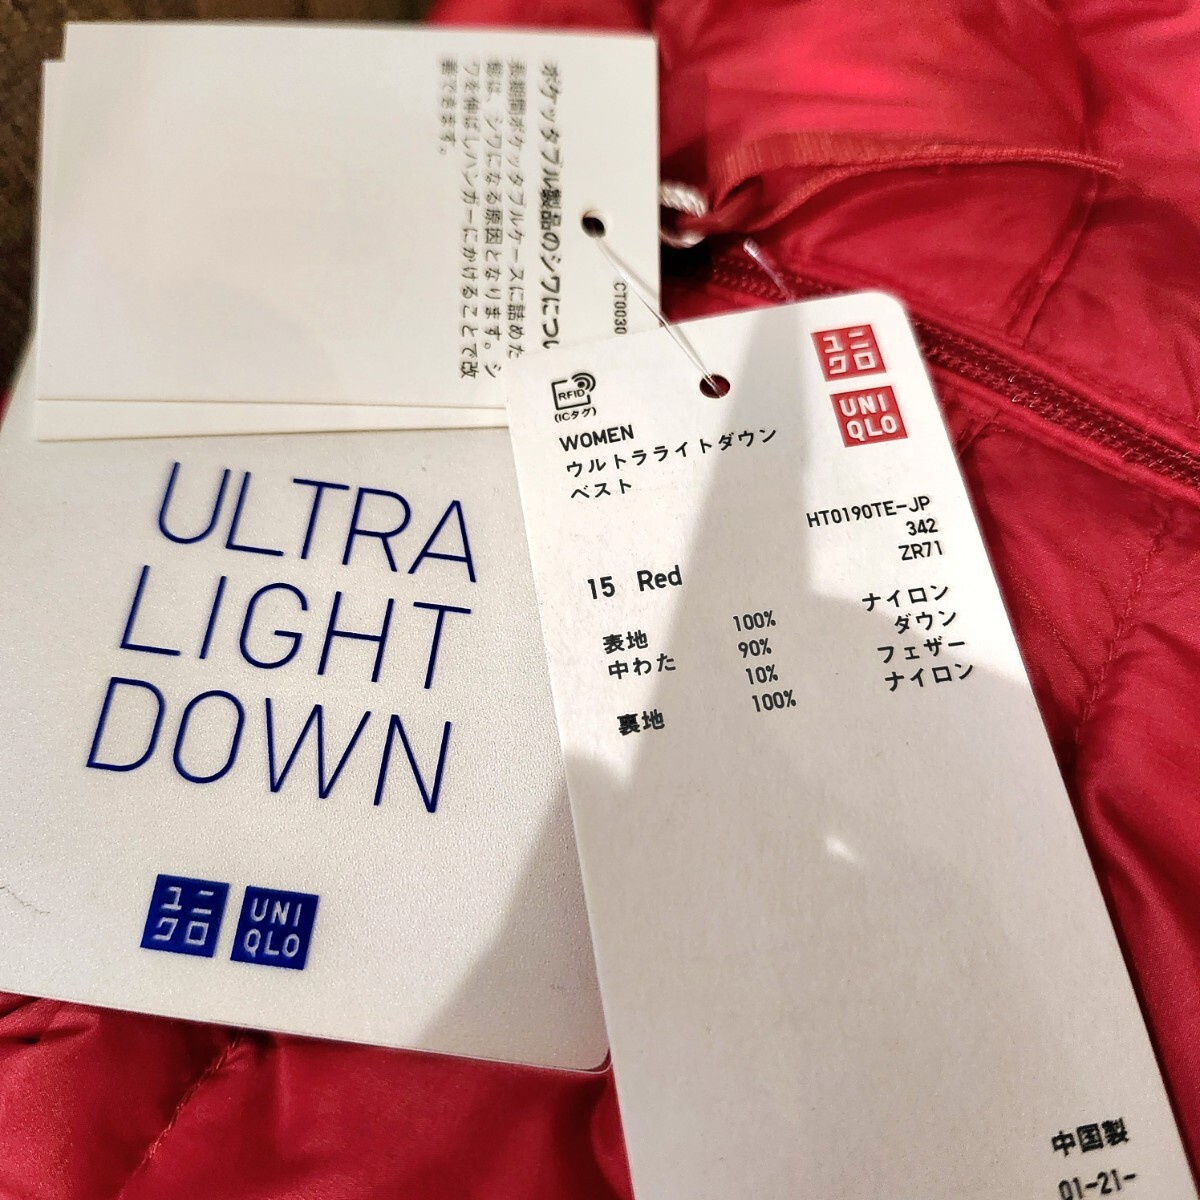 ポケッタブル製品のシワについ
長期間ポケッタブルケースに詰めた
シワになる原因となります。シ
ワを伸ばしハンガーにかけることで改
善できます。
CT0030
ULTRA
LIGHT
DOWN
ユニ
クロ
UNI
QLO
ユニ
クロ
UNI
QLO
RFID
(ICタグ)
WOMEN
ウルトラライトダウン
ベスト
HT0190TE-JP
342
ZR71
15 Red
表地 100% ナイロン
中わた 90% ダウン
10% フェザー
裏地 100% ナイロン
中国製
01-21-